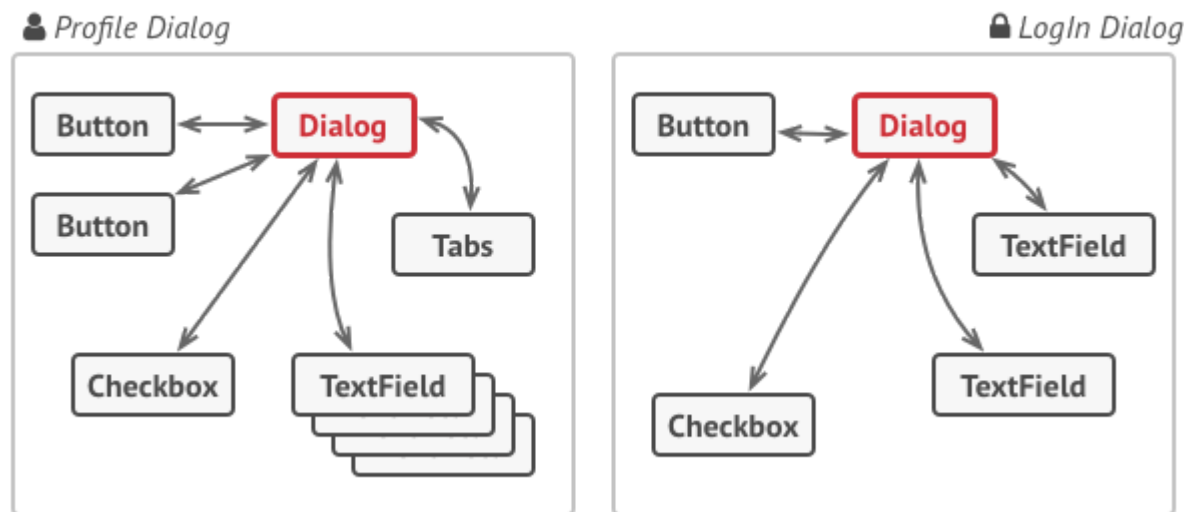 Profile Dialog
LogIn Dialog
Button
Dialog
Button
Tabs
Checkbox
TextField
Button
Dialog
TextField
TextField
Checkbox